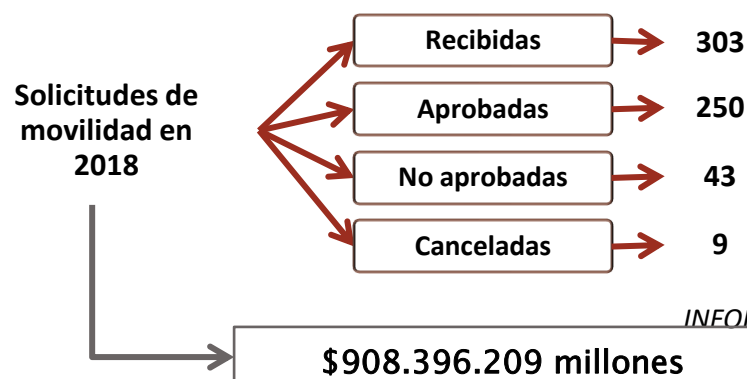 Solicitudes de
movilidad en
2018
Recibidas 303
Aprobadas 250
No aprobadas 43
Canceladas 9
$908.396.209 millones